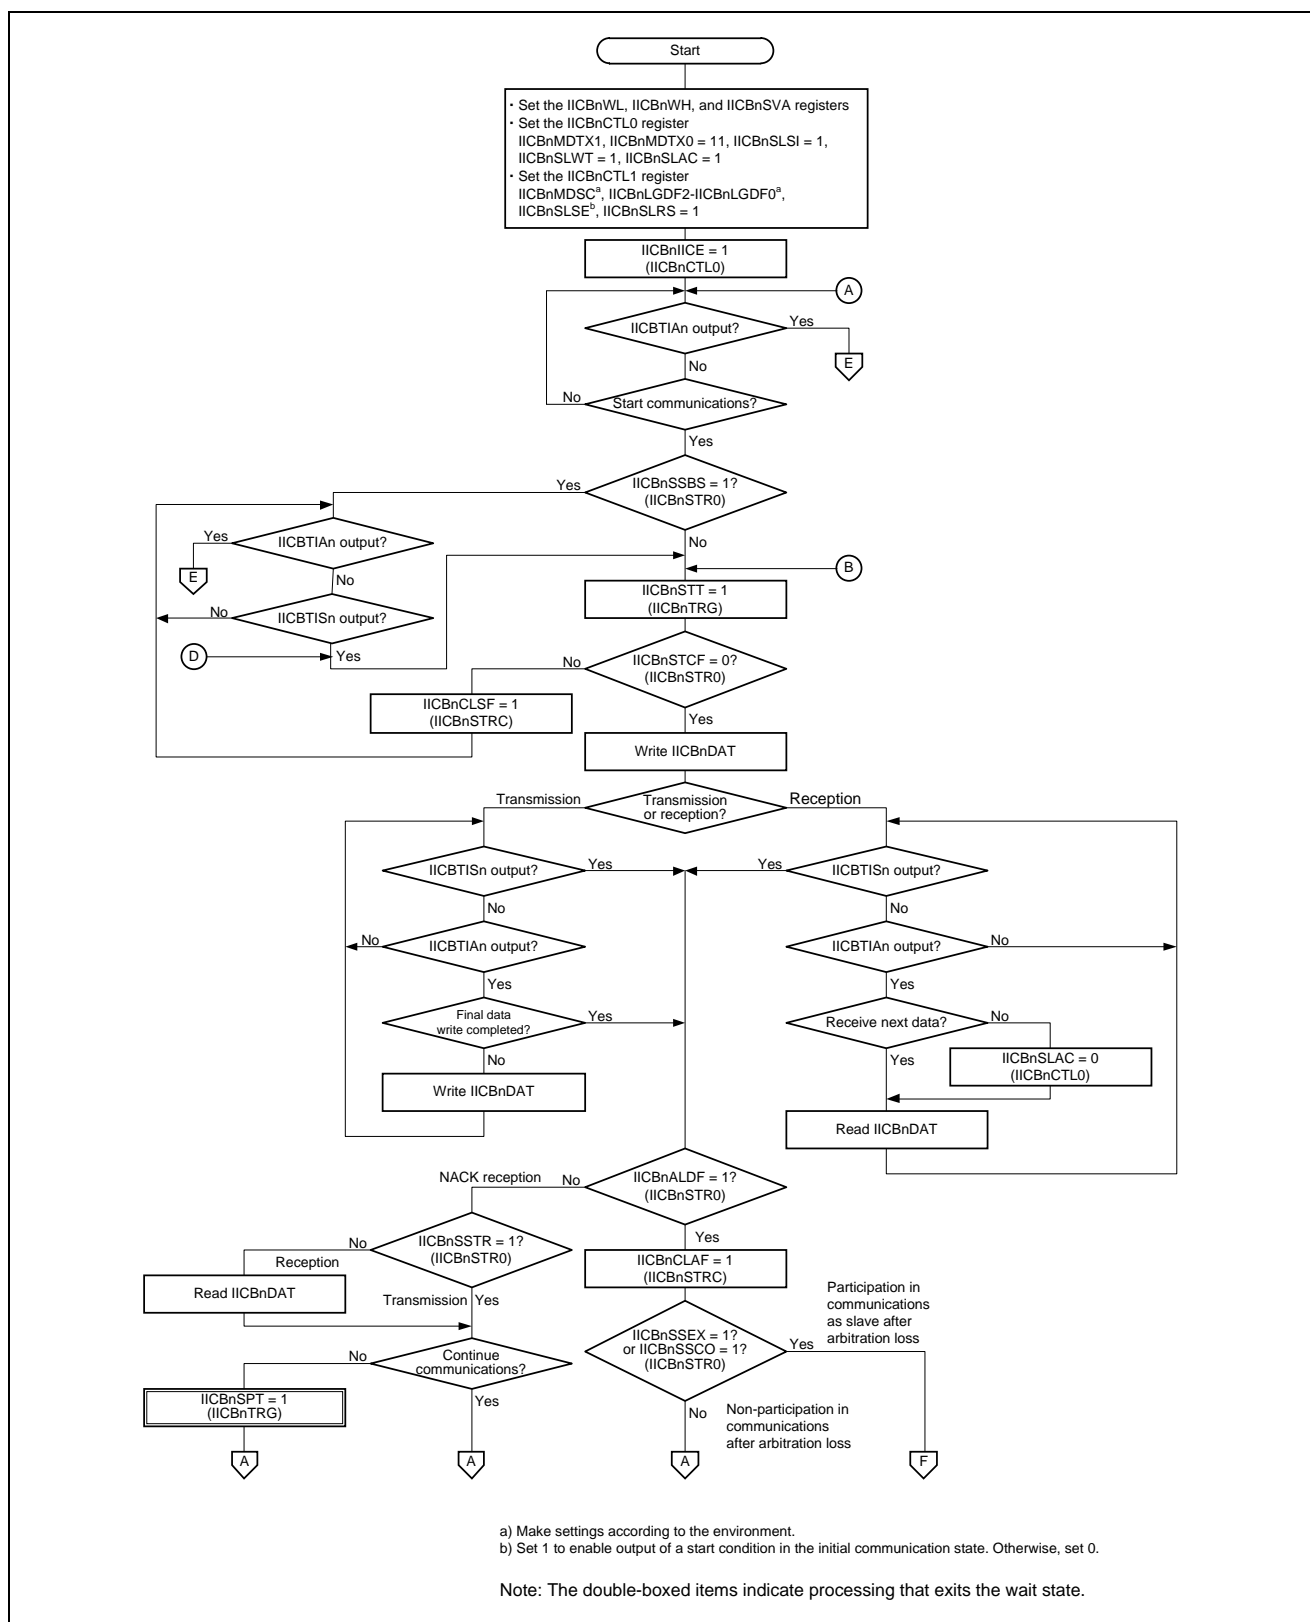 Start
・Set the IICBnWL, IICBnWH, and IICBnSVA registers
・Set the IICBnCTL0 register
IICBnMDTX1, IICBnMDTX0 = 11, IICBnSLSI = 1,
IICBnSLWT = 1, IICBnSLAC = 1
・Set the IICBnCTL1 register
IICBnMDSCa, IICBnLGDF2-IICBnLGDF0a,
IICBnSLSEb, IICBnSLRS = 1
IICBnIICE = 1
(IICBnCTL0)
A
IICBTIAn output?
Yes
E
No
Start communications?
No
Yes
IICBnSSBS = 1?
(IICBnSTR0)
Yes
No
IICBTIAn output?
Yes
E
No
B
IICBnSTT = 1
(IICBnTRG)
IICBTISn output?
No
D
Yes
IICBnSTCF = 0?
(IICBnSTR0)
No
IICBnCLSF = 1
(IICBnSTRC)
Yes
Write IICBnDAT
Transmission
or reception?
Transmission
Reception
IICBTISn output?
Yes
Yes
IICBTISn output?
No
No
No
IICBTIAn output?
IICBTIAn output?
No
Yes
Yes
Final data
write completed?
Yes
Receive next data?
No
No
Yes
IICBnSLAC = 0
(IICBnCTL0)
Write IICBnDAT
Read IICBnDAT
NACK reception
No
IICBnALDF = 1?
(IICBnSTR0)
Yes
No
Reception
IICBnSSTR = 1?
(IICBnSTR0)
IICBnCLAF = 1
(IICBnSTRC)
Read IICBnDAT
Transmission
Yes
Participation in
communications
as slave after
arbitration loss
IICBnSSEX = 1?
or IICBnSSCO = 1?
(IICBnSTR0)
Yes
No
Continue
communications?
IICBnSPT = 1
(IICBnTRG)
Yes
No
Non-participation in
communications
after arbitration loss
A
A
A
F
a) Make settings according to the environment.
b) Set 1 to enable output of a start condition in the initial communication state. Otherwise, set 0.
Note: The double-boxed items indicate processing that exits the wait state.